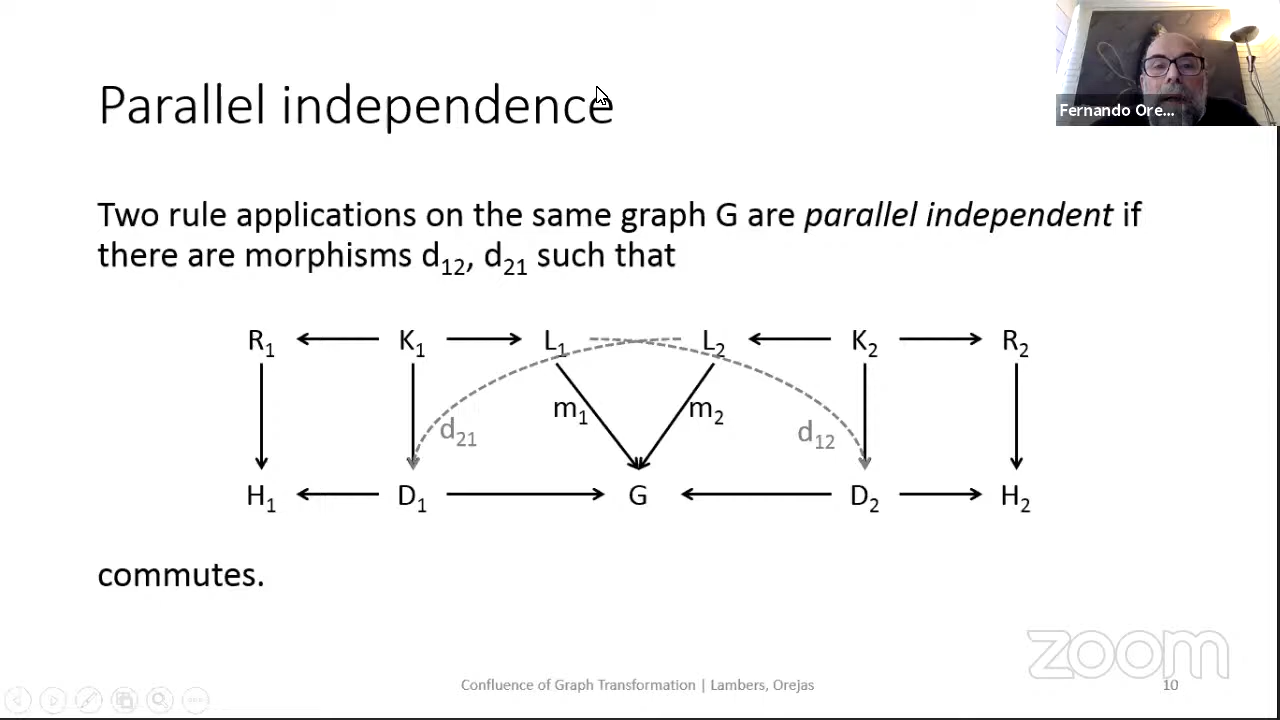 Parallel independence
Fernando Ore...
Two rule applications on the same graph G are parallel independent if
there are morphisms d₁₂, d₂₁ such that
R₁ K₁ L₁ L₂ K₂ R₂
m₁ m₂
d₂₁ d₁₂
H₁ D₁ G D₂ H₂
commutes.
zoom
Confluence of Graph Transformation | Lambers, Orejas 10